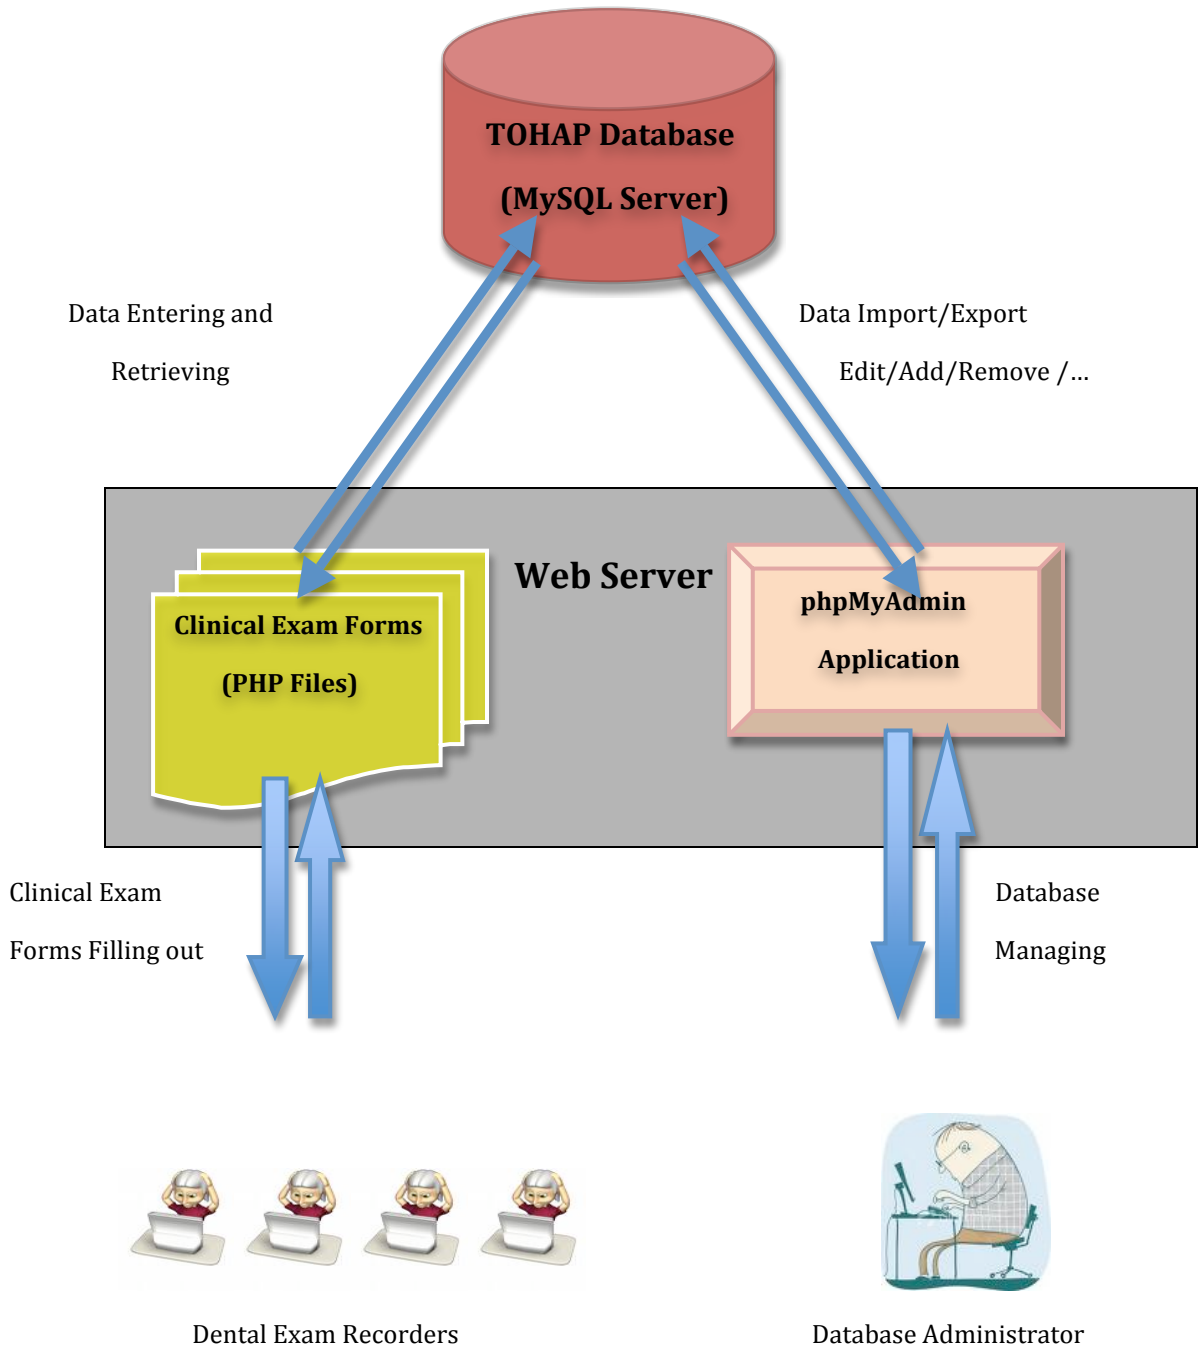 TOHAP Database
(MySQL Server)
Data Entering and
Retrieving
Data Import/Export
Edit/Add/Remove /…
Web Server
Clinical Exam Forms
(PHP Files)
phpMyAdmin
Application
Clinical Exam
Forms Filling out
Database
Managing
Dental Exam Recorders
Database Administrator